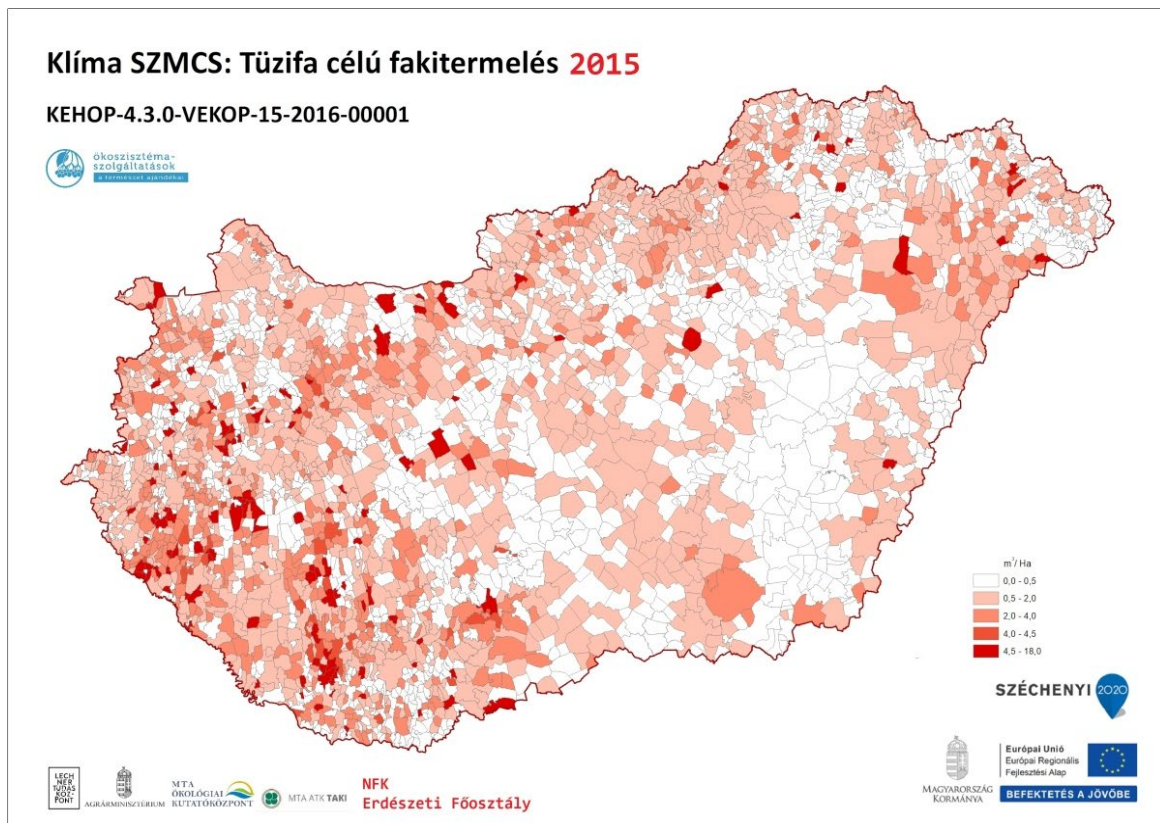 Klíma SZMCS: Tüzifa célú fakitermelés 2015
KEHOP-4.3.0-VEKOP-15-2016-00001
ökoszisztéma-
szolgáltatások
a természet ajándékai
m³/ Ha
0,0 - 0,5
0,5 - 2,0
2,0 - 4,0
4,0 - 4,5
4,5 - 18,0
SZÉCHENYI 2020
LECH
NER
TUDÁS
KÖZ
PONT
AGRÁRMINISZTÉRIUM
MTA
ÖKOLÓGIAI
KUTATÓKÖZPONT
MTA ATK TAKI
NFK
Erdészeti Főosztály
MAGYARORSZÁG
KORMÁNYA
Európai Unió
Európai Regionális
Fejlesztési Alap
BEFEKTETÉS A JÖVŐBE